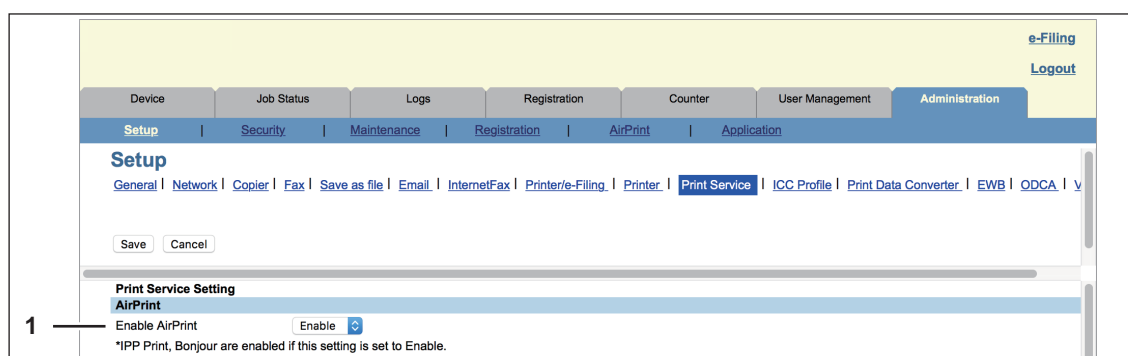 e-Filing
Logout
Device Job Status Logs Registration Counter User Management Administration
Setup | Security | Maintenance | Registration | AirPrint | Application
Setup
General | Network | Copier | Fax | Save as file | Email | InternetFax | Printer/e-Filing | Printer | Print Service | ICC Profile | Print Data Converter | EWB | ODCA |
Save Cancel
Print Service Setting
AirPrint
1 Enable AirPrint Enable
*IPP Print, Bonjour are enabled if this setting is set to Enable.